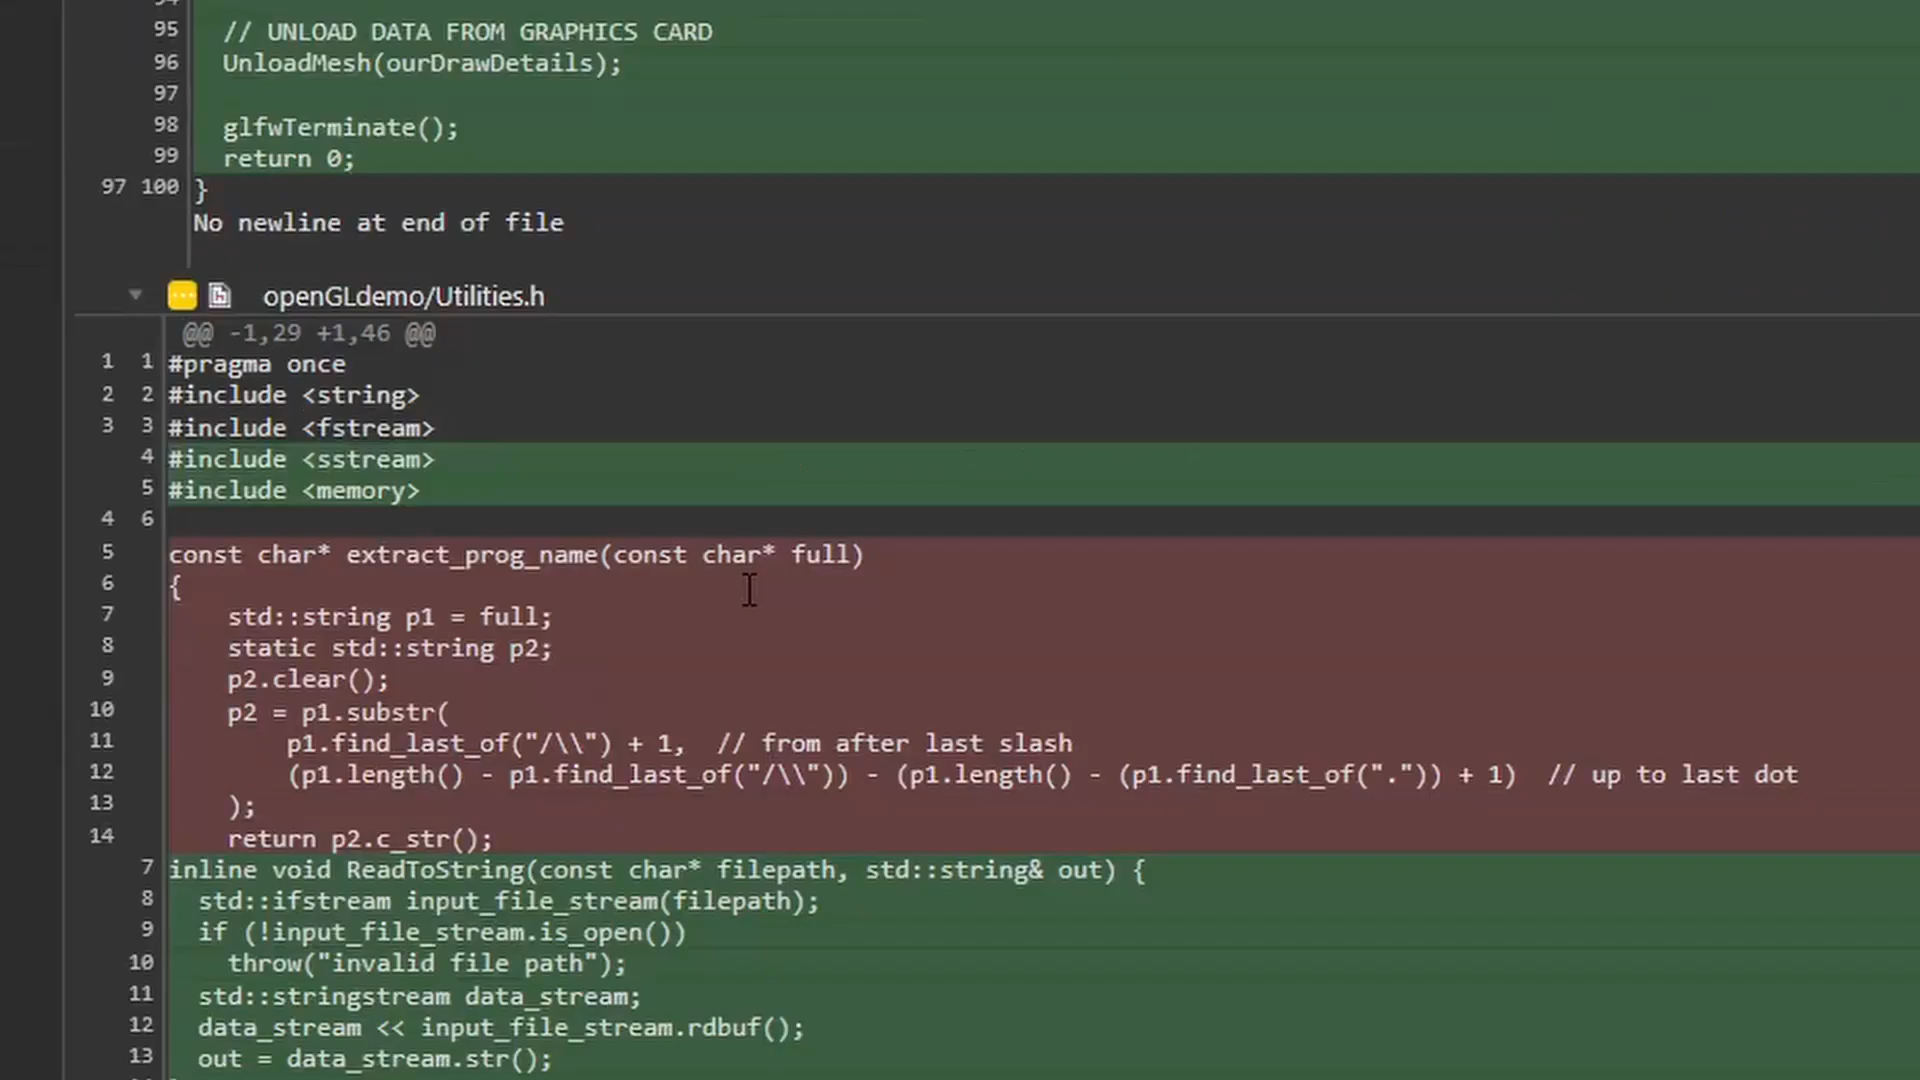 94
95 // UNLOAD DATA FROM GRAPHICS CARD
96 UnloadMesh(ourDrawDetails);
97
98 glfwTerminate();
99 return 0;
97 100 }
No newline at end of file
openGLdemo/Utilities.h
@@ -1,29 +1,46 @@
1 1 #pragma once
2 2 #include <string>
3 3 #include <fstream>
4 #include <sstream>
5 #include <memory>
4 6
5 const char* extract_prog_name(const char* full)
6 {
7 std::string p1 = full;
8 static std::string p2;
9 p2.clear();
10 p2 = p1.substr(
11 p1.find_last_of("/\\") + 1, // from after last slash
12 (p1.length() - p1.find_last_of("/\\")) - (p1.length() - (p1.find_last_of(".")) + 1) // up to last dot
13 );
14 return p2.c_str();
7 inline void ReadToString(const char* filepath, std::string& out) {
8 std::ifstream input_file_stream(filepath);
9 if (!input_file_stream.is_open())
10 throw("invalid file path");
11 std::stringstream data_stream;
12 data_stream << input_file_stream.rdbuf();
13 out = data_stream.str();